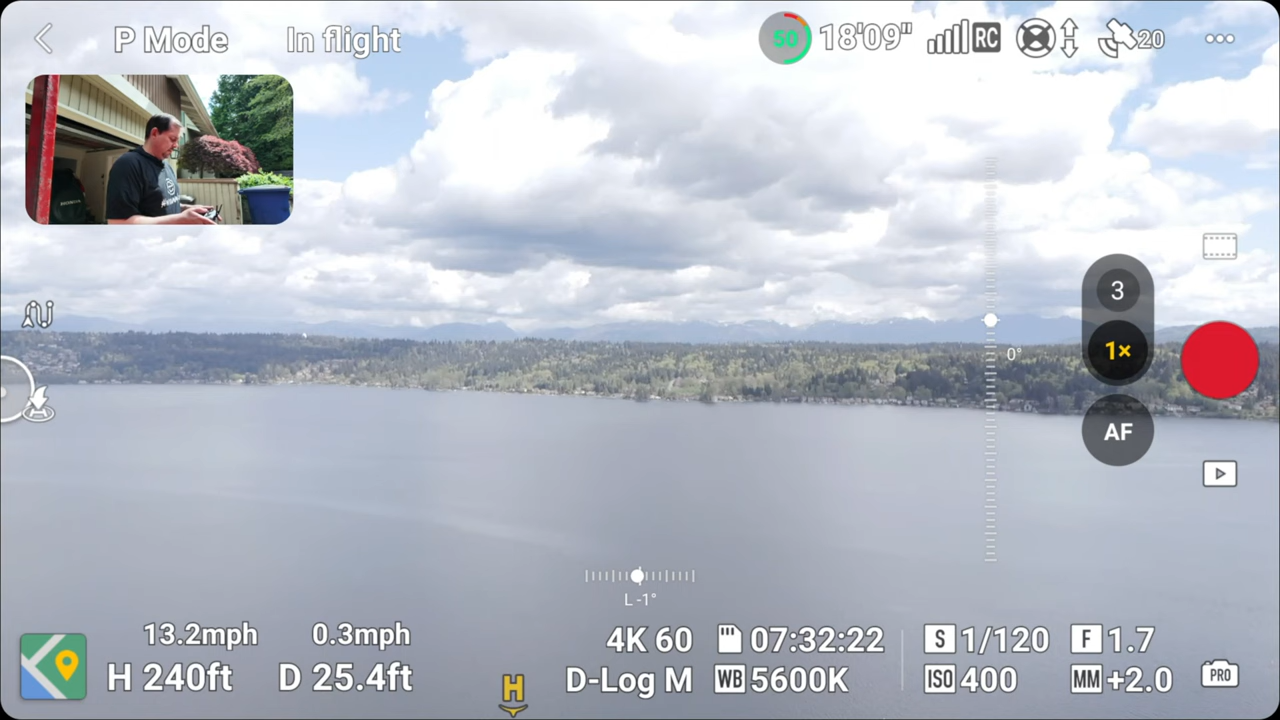 P Mode
In flight
50 18'09" RC 20
3
1×
0°
AF
L -1°
13.2mph 0.3mph
H 240ft D 25.4ft
H
4K 60 07:32:22
D-Log M WB 5600K
S 1/120 F 1.7
ISO 400 MM +2.0
PRO